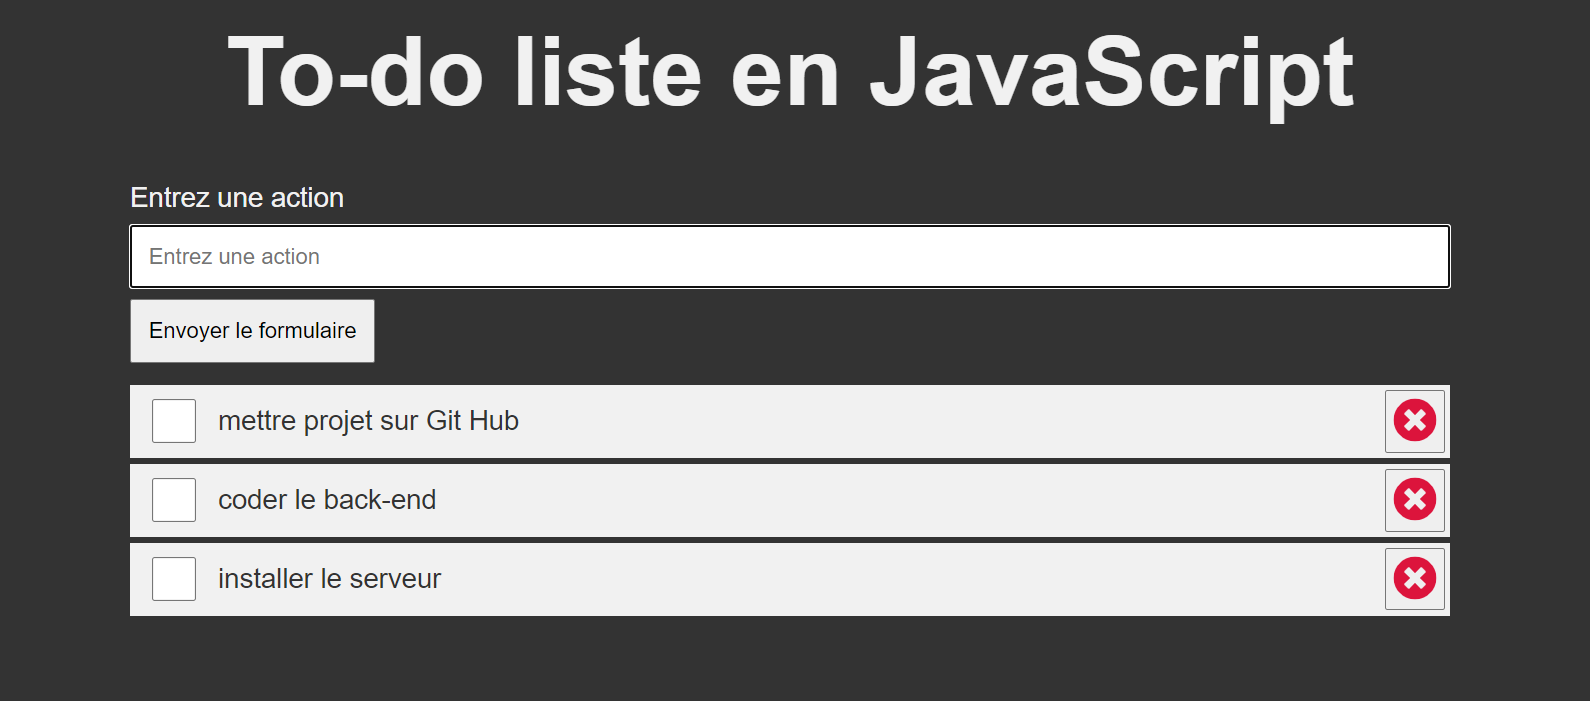 To-do liste en JavaScript
Entrez une action
Entrez une action
Envoyer le formulaire
mettre projet sur Git Hub
coder le back-end
installer le serveur